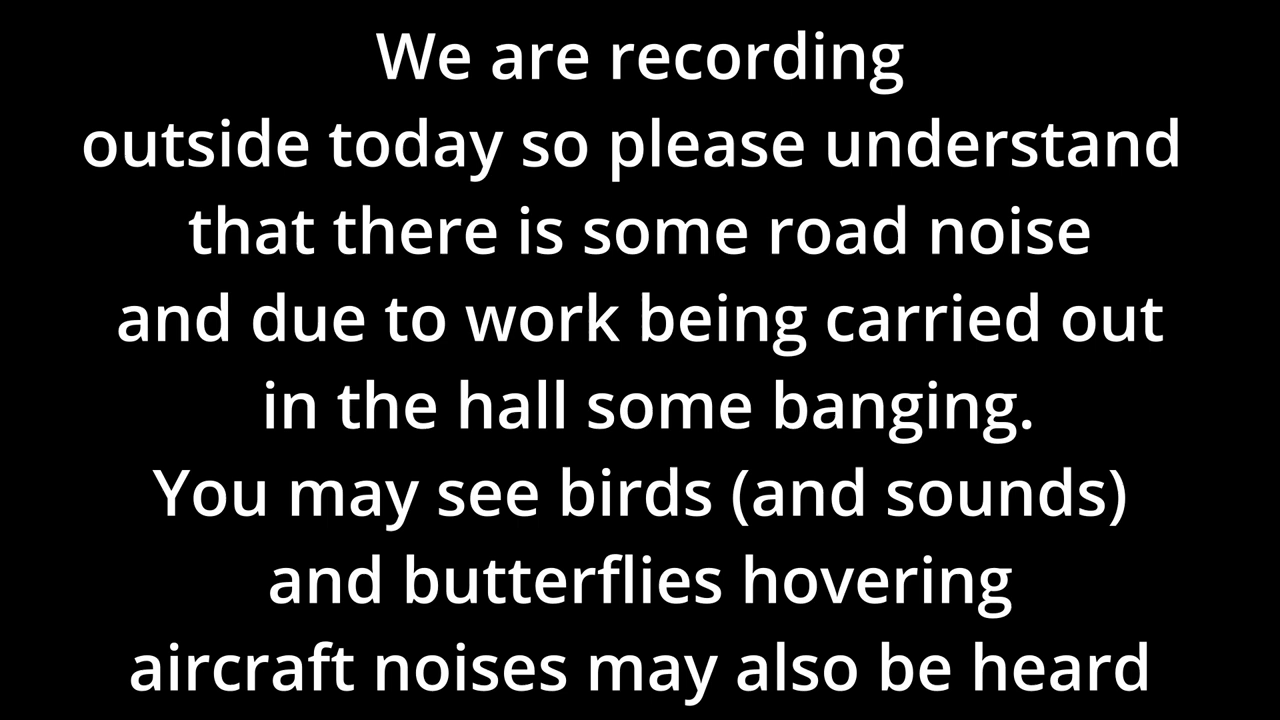 We are recording
outside today so please understand
that there is some road noise
and due to work being carried out
in the hall some banging.
You may see birds (and sounds)
and butterflies hovering
aircraft noises may also be heard